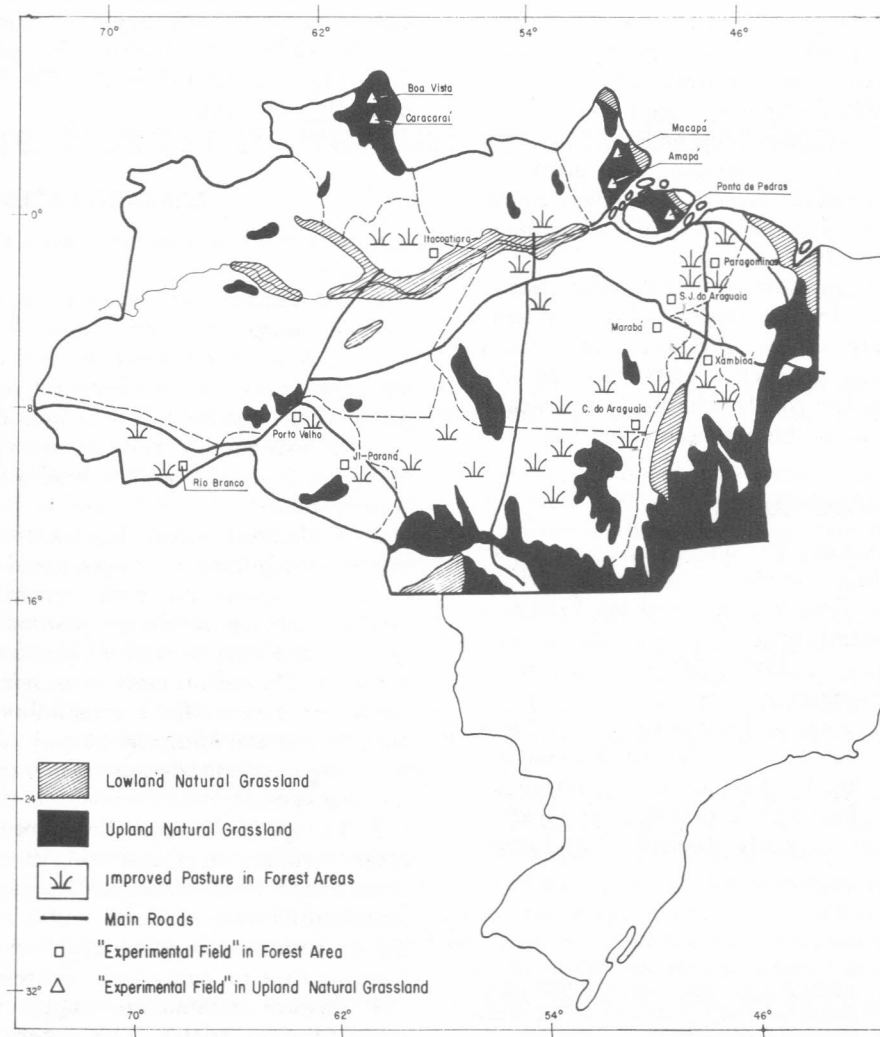 70° 62 54 46
Boa Vista
Caracaraí
Macapá
Amapá
Ponta de Pedras
0°
Itacoatiara
Paragominas
S.J. do Araguaia
Marabá
Xambioá
8
C. do Araguaia
Porto Velho
Ji-Paraná
Rio Branco
16°
Lowland Natural Grassland
24
Upland Natural Grassland
Improved Pasture in Forest Areas
Main Roads
"Experimental Field" in Forest Area
"Experimental Field" in Upland Natural Grassland
32°
70° 62 54 46